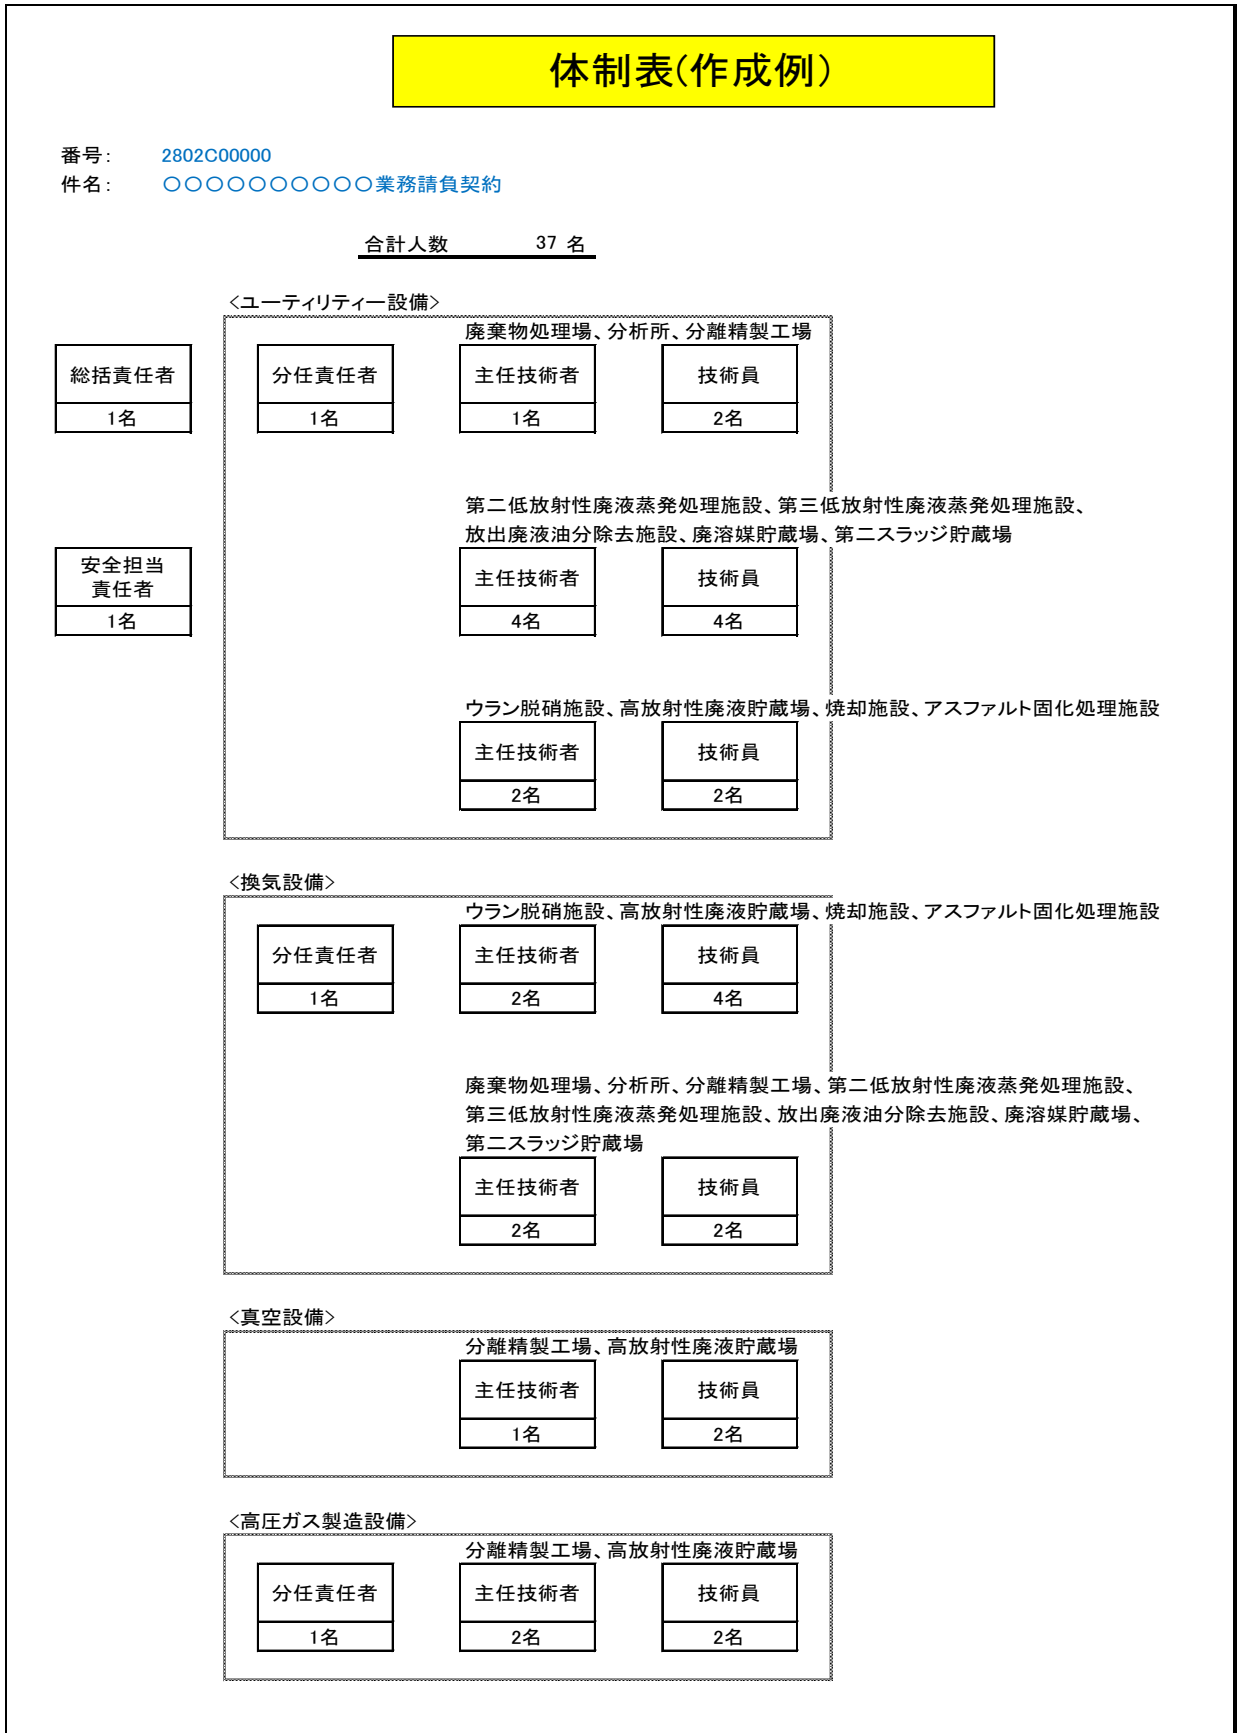 体制表(作成例)
番号: 2802C00000
件名: 〇〇〇〇〇〇〇〇〇〇業務請負契約
合計人数 37 名
<ユーティリティー設備>
廃棄物処理場、分析所、分離精製工場
総括責任者 分任責任者 主任技術者 技術員
1名 1名 1名 2名
第二低放射性廃液蒸発処理施設、第三低放射性廃液蒸発処理施設、
放出廃液油分除去施設、廃溶媒貯蔵場、第二スラッジ貯蔵場
安全担当
責任者
主任技術者 技術員
1名 4名 4名
ウラン脱硝施設、高放射性廃液貯蔵場、焼却施設、アスファルト固化処理施設
主任技術者 技術員
2名 2名
<換気設備>
ウラン脱硝施設、高放射性廃液貯蔵場、焼却施設、アスファルト固化処理施設
分任責任者 主任技術者 技術員
1名 2名 4名
廃棄物処理場、分析所、分離精製工場、第二低放射性廃液蒸発処理施設、
第三低放射性廃液蒸発処理施設、放出廃液油分除去施設、廃溶媒貯蔵場、
第二スラッジ貯蔵場
主任技術者 技術員
2名 2名
<真空設備>
分離精製工場、高放射性廃液貯蔵場
主任技術者 技術員
1名 2名
<高圧ガス製造設備>
分離精製工場、高放射性廃液貯蔵場
分任責任者 主任技術者 技術員
1名 2名 2名